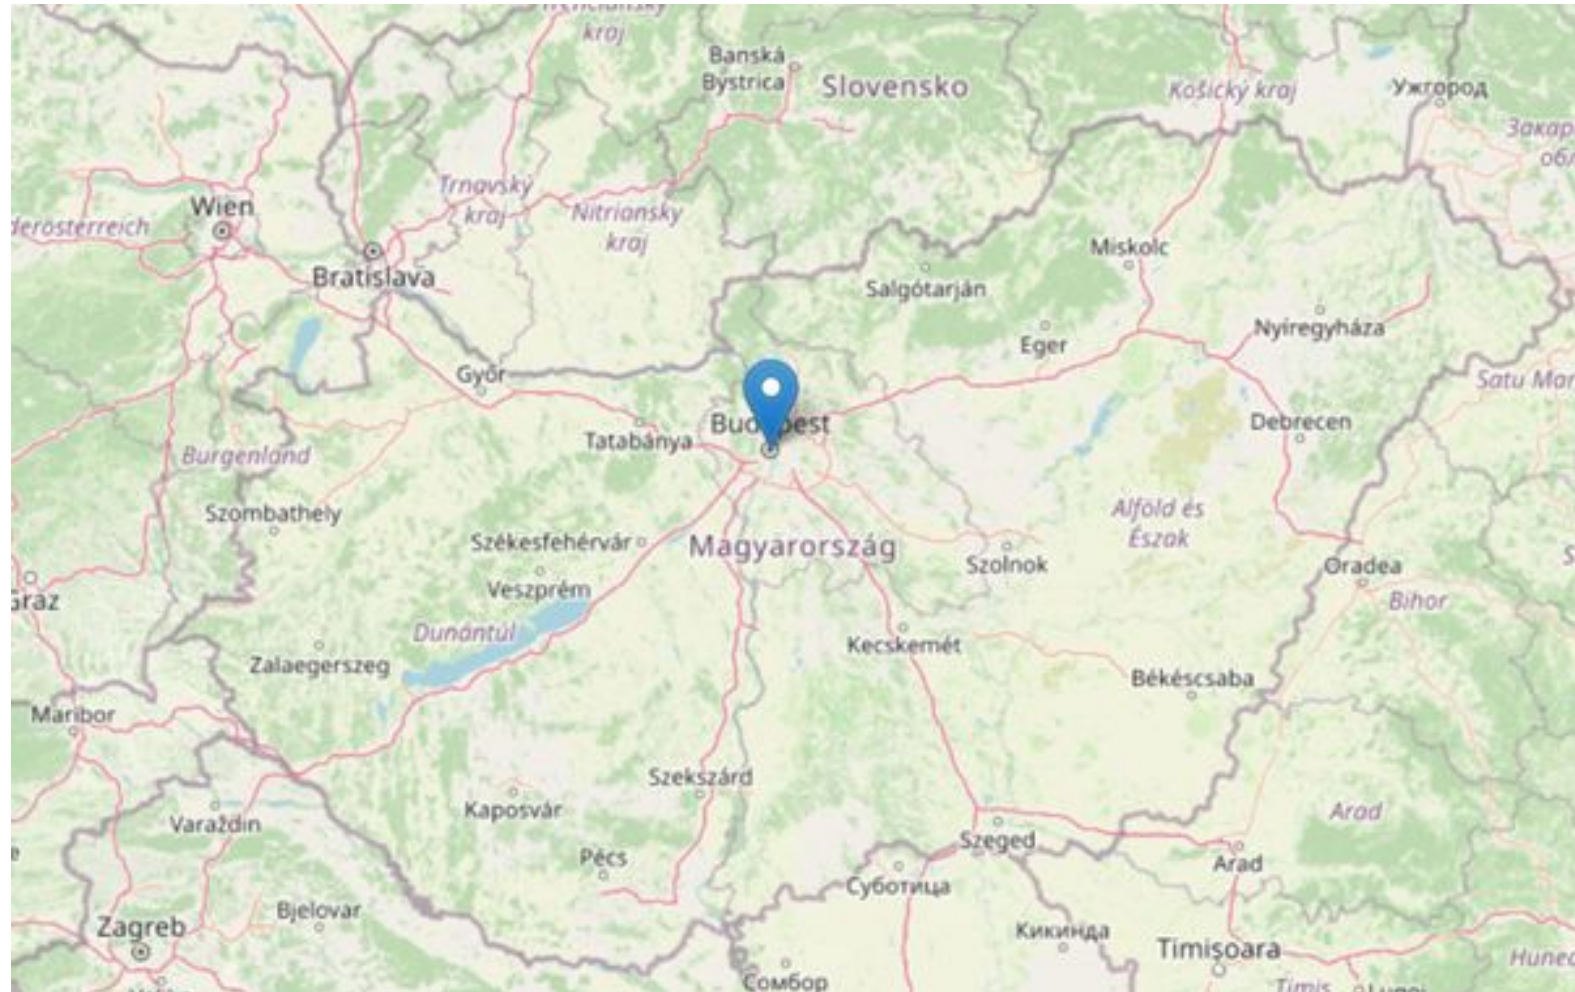 kraj
Banská
Bystrica
Slovensko
Košický kraj
Ужгород
Trnavský
kraj
Nitriansky
kraj
Wien
Bratislava
Miskolc
Salgótarján
Nyíregyháza
Eger
Győr
Satu Mar
Tatabánya
Budapest
Debrecen
Burgenland
Szombathely
Alföld és
Észak
Székesfehérvár
Magyarország
Szolnok
Oradea
Veszprém
Bihor
Graz
Dunántúl
Kecskemét
Zalaegerszeg
Békéscsaba
Maribor
Szekszárd
Kaposvár
Varaždin
Arad
Szeged
Pécs
Arad
Суботица
Bjelovar
Zagreb
Кикинда
Timișoara
Сомбор
Timiș